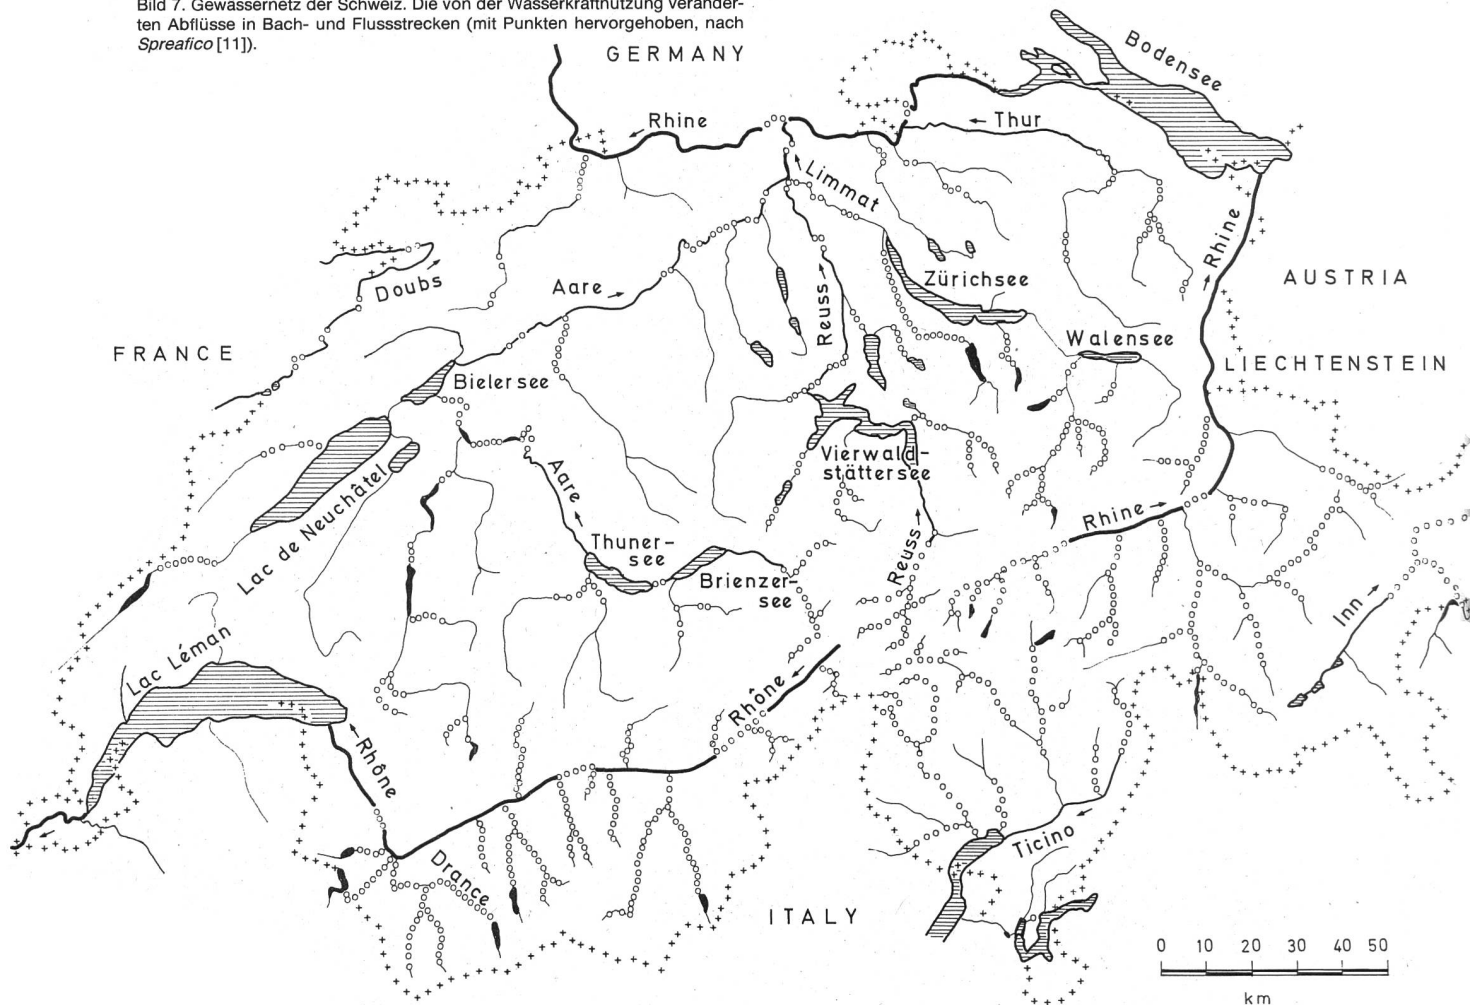 Bild 7. Gewässernetz der Schweiz. Die von der Wasserkraftnutzung veränder-
ten Abflüsse in Bach- und Flussstrecken (mit Punkten hervorgehoben, nach
Spreafico [11]).
GERMANY
Bodensee
Rhine
Thur
Limmat
Rhine
Doubs
Aare
Reuss
Zürichsee
AUSTRIA
FRANCE
Walensee
LIECHTENSTEIN
Bielersee
Vierwald-
stättersee
Lac de Neuchâtel
Aare
Rhine
Thuner-
see
Brienzer-
see
Reuss
Inn
Lac Léman
Rhône
Rhône
Ticino
Drance
ITALY
0 10 20 30 40 50
km